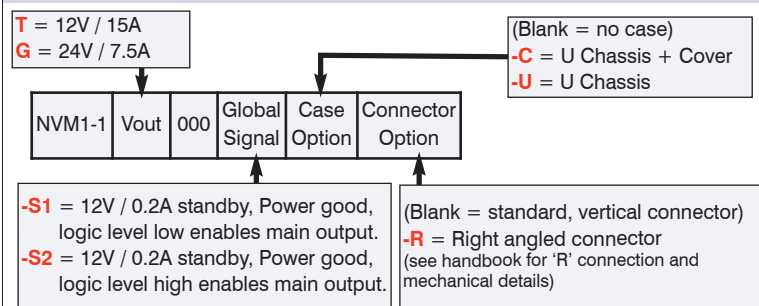 T = 12V / 15A
G = 24V / 7.5A
(Blank = no case)
-C = U Chassis + Cover
-U = U Chassis
NVM1-1
Vout
000
Global
Signal
Case
Option
Connector
Option
-S1 = 12V / 0.2A standby, Power good,
logic level low enables main output.
-S2 = 12V / 0.2A standby, Power good,
logic level high enables main output.
(Blank = standard, vertical connector)
-R = Right angled connector
(see handbook for ‘R’ connection and
mechanical details)